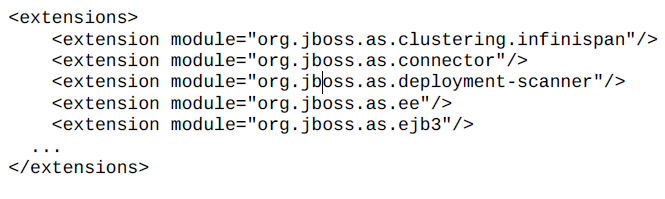 <extensions>
    <extension module="org.jboss.as.clustering.infinispan"/>
    <extension module="org.jboss.as.connector"/>
    <extension module="org.jboss.as.deployment-scanner"/>
    <extension module="org.jboss.as.ee"/>
    <extension module="org.jboss.as.ejb3"/>
  ...
</extensions>